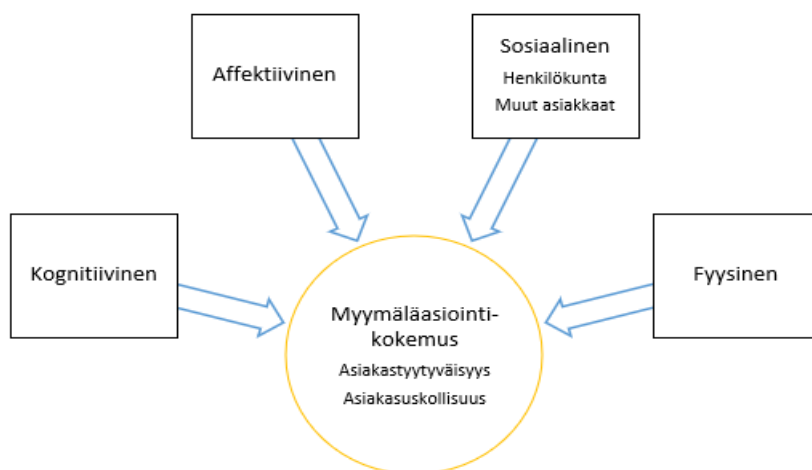 Affektiivinen
Sosiaalinen
Henkilökunta
Muut asiakkaat
Kognitiivinen
Fyysinen
Myymäläasiointi-
kokemus
Asiakastyytyväisyys
Asiakasuskollisuus